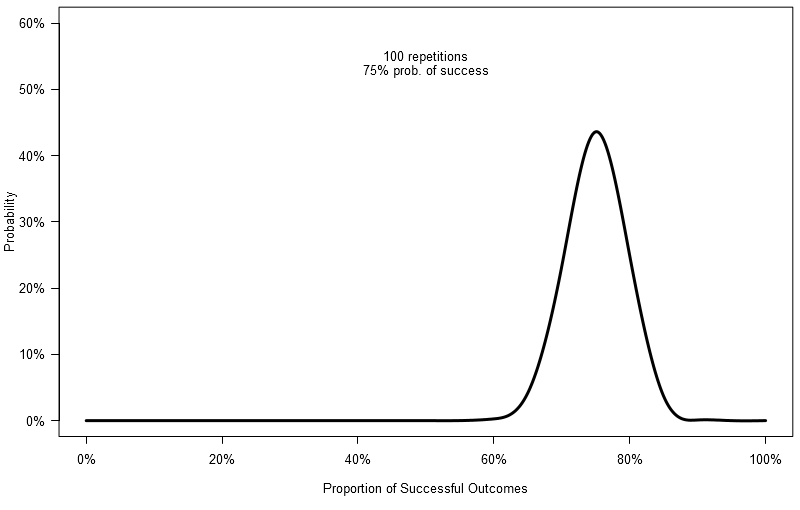 60%
100 repetitions
75% prob. of success
50%
40%
Probability
30%
20%
10%
0%
0% 20% 40% 60% 80% 100%
Proportion of Successful Outcomes